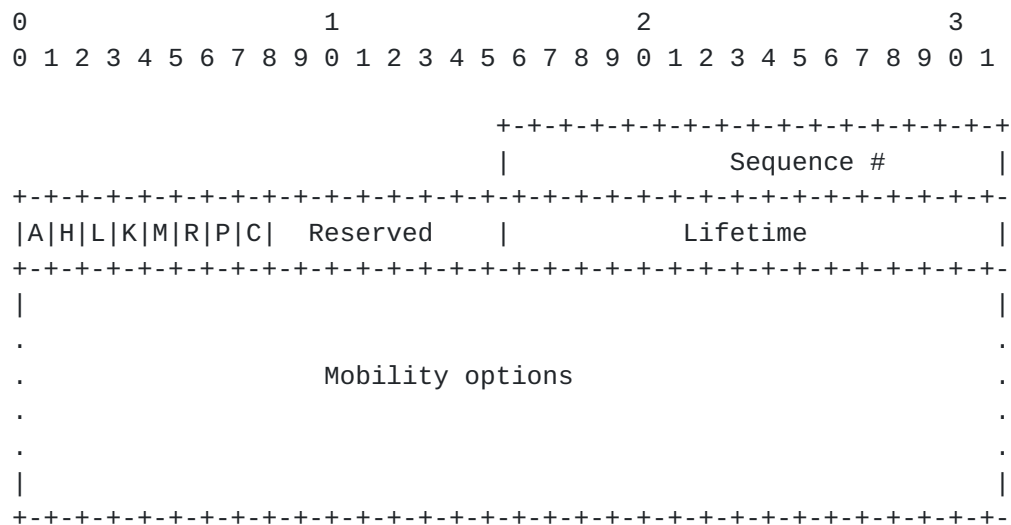 0                   1                   2                   3
0 1 2 3 4 5 6 7 8 9 0 1 2 3 4 5 6 7 8 9 0 1 2 3 4 5 6 7 8 9 0 1

                               +-+-+-+-+-+-+-+-+-+-+-+-+-+-+-+-+
                               |              Sequence #       |
+-+-+-+-+-+-+-+-+-+-+-+-+-+-+-+-+-+-+-+-+-+-+-+-+-+-+-+-+-+-+-+-
|A|H|L|K|M|R|P|C|  Reserved    |           Lifetime            |
+-+-+-+-+-+-+-+-+-+-+-+-+-+-+-+-+-+-+-+-+-+-+-+-+-+-+-+-+-+-+-+-
|                                                              |
.                                                              .
.                   Mobility options                           .
.                                                              .
.                                                              .
|                                                              |
+-+-+-+-+-+-+-+-+-+-+-+-+-+-+-+-+-+-+-+-+-+-+-+-+-+-+-+-+-+-+-+-